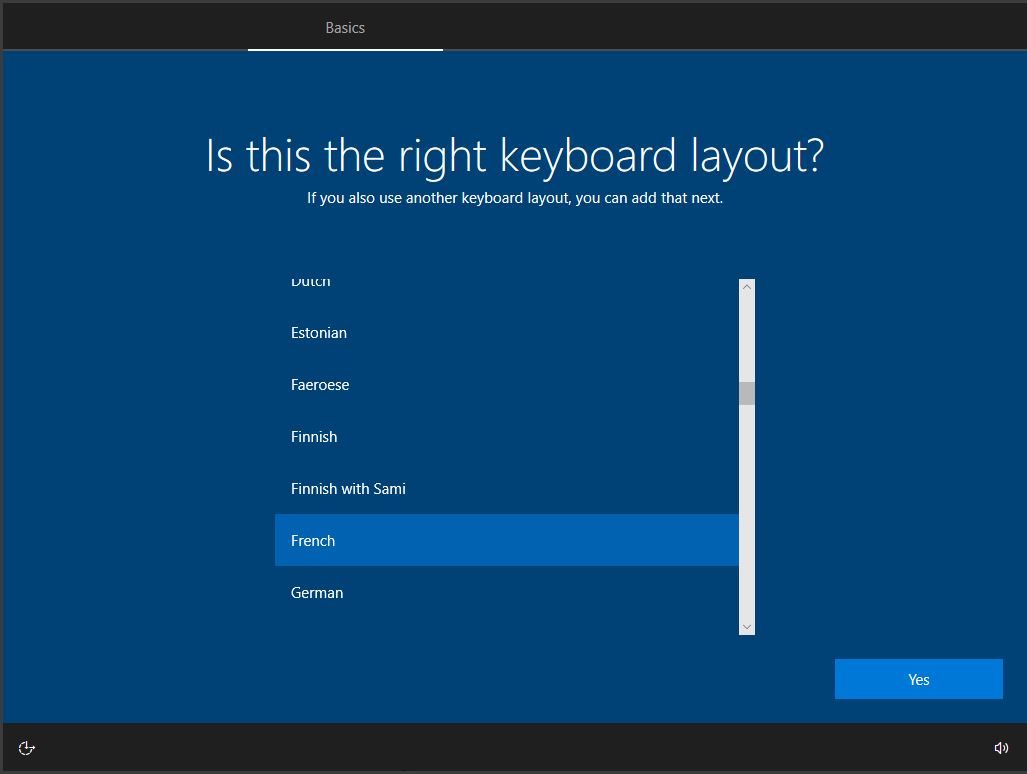 Basics
Is this the right keyboard layout?
If you also use another keyboard layout, you can add that next.
Dutch
Estonian
Faeroese
Finnish
Finnish with Sami
French
German
Yes